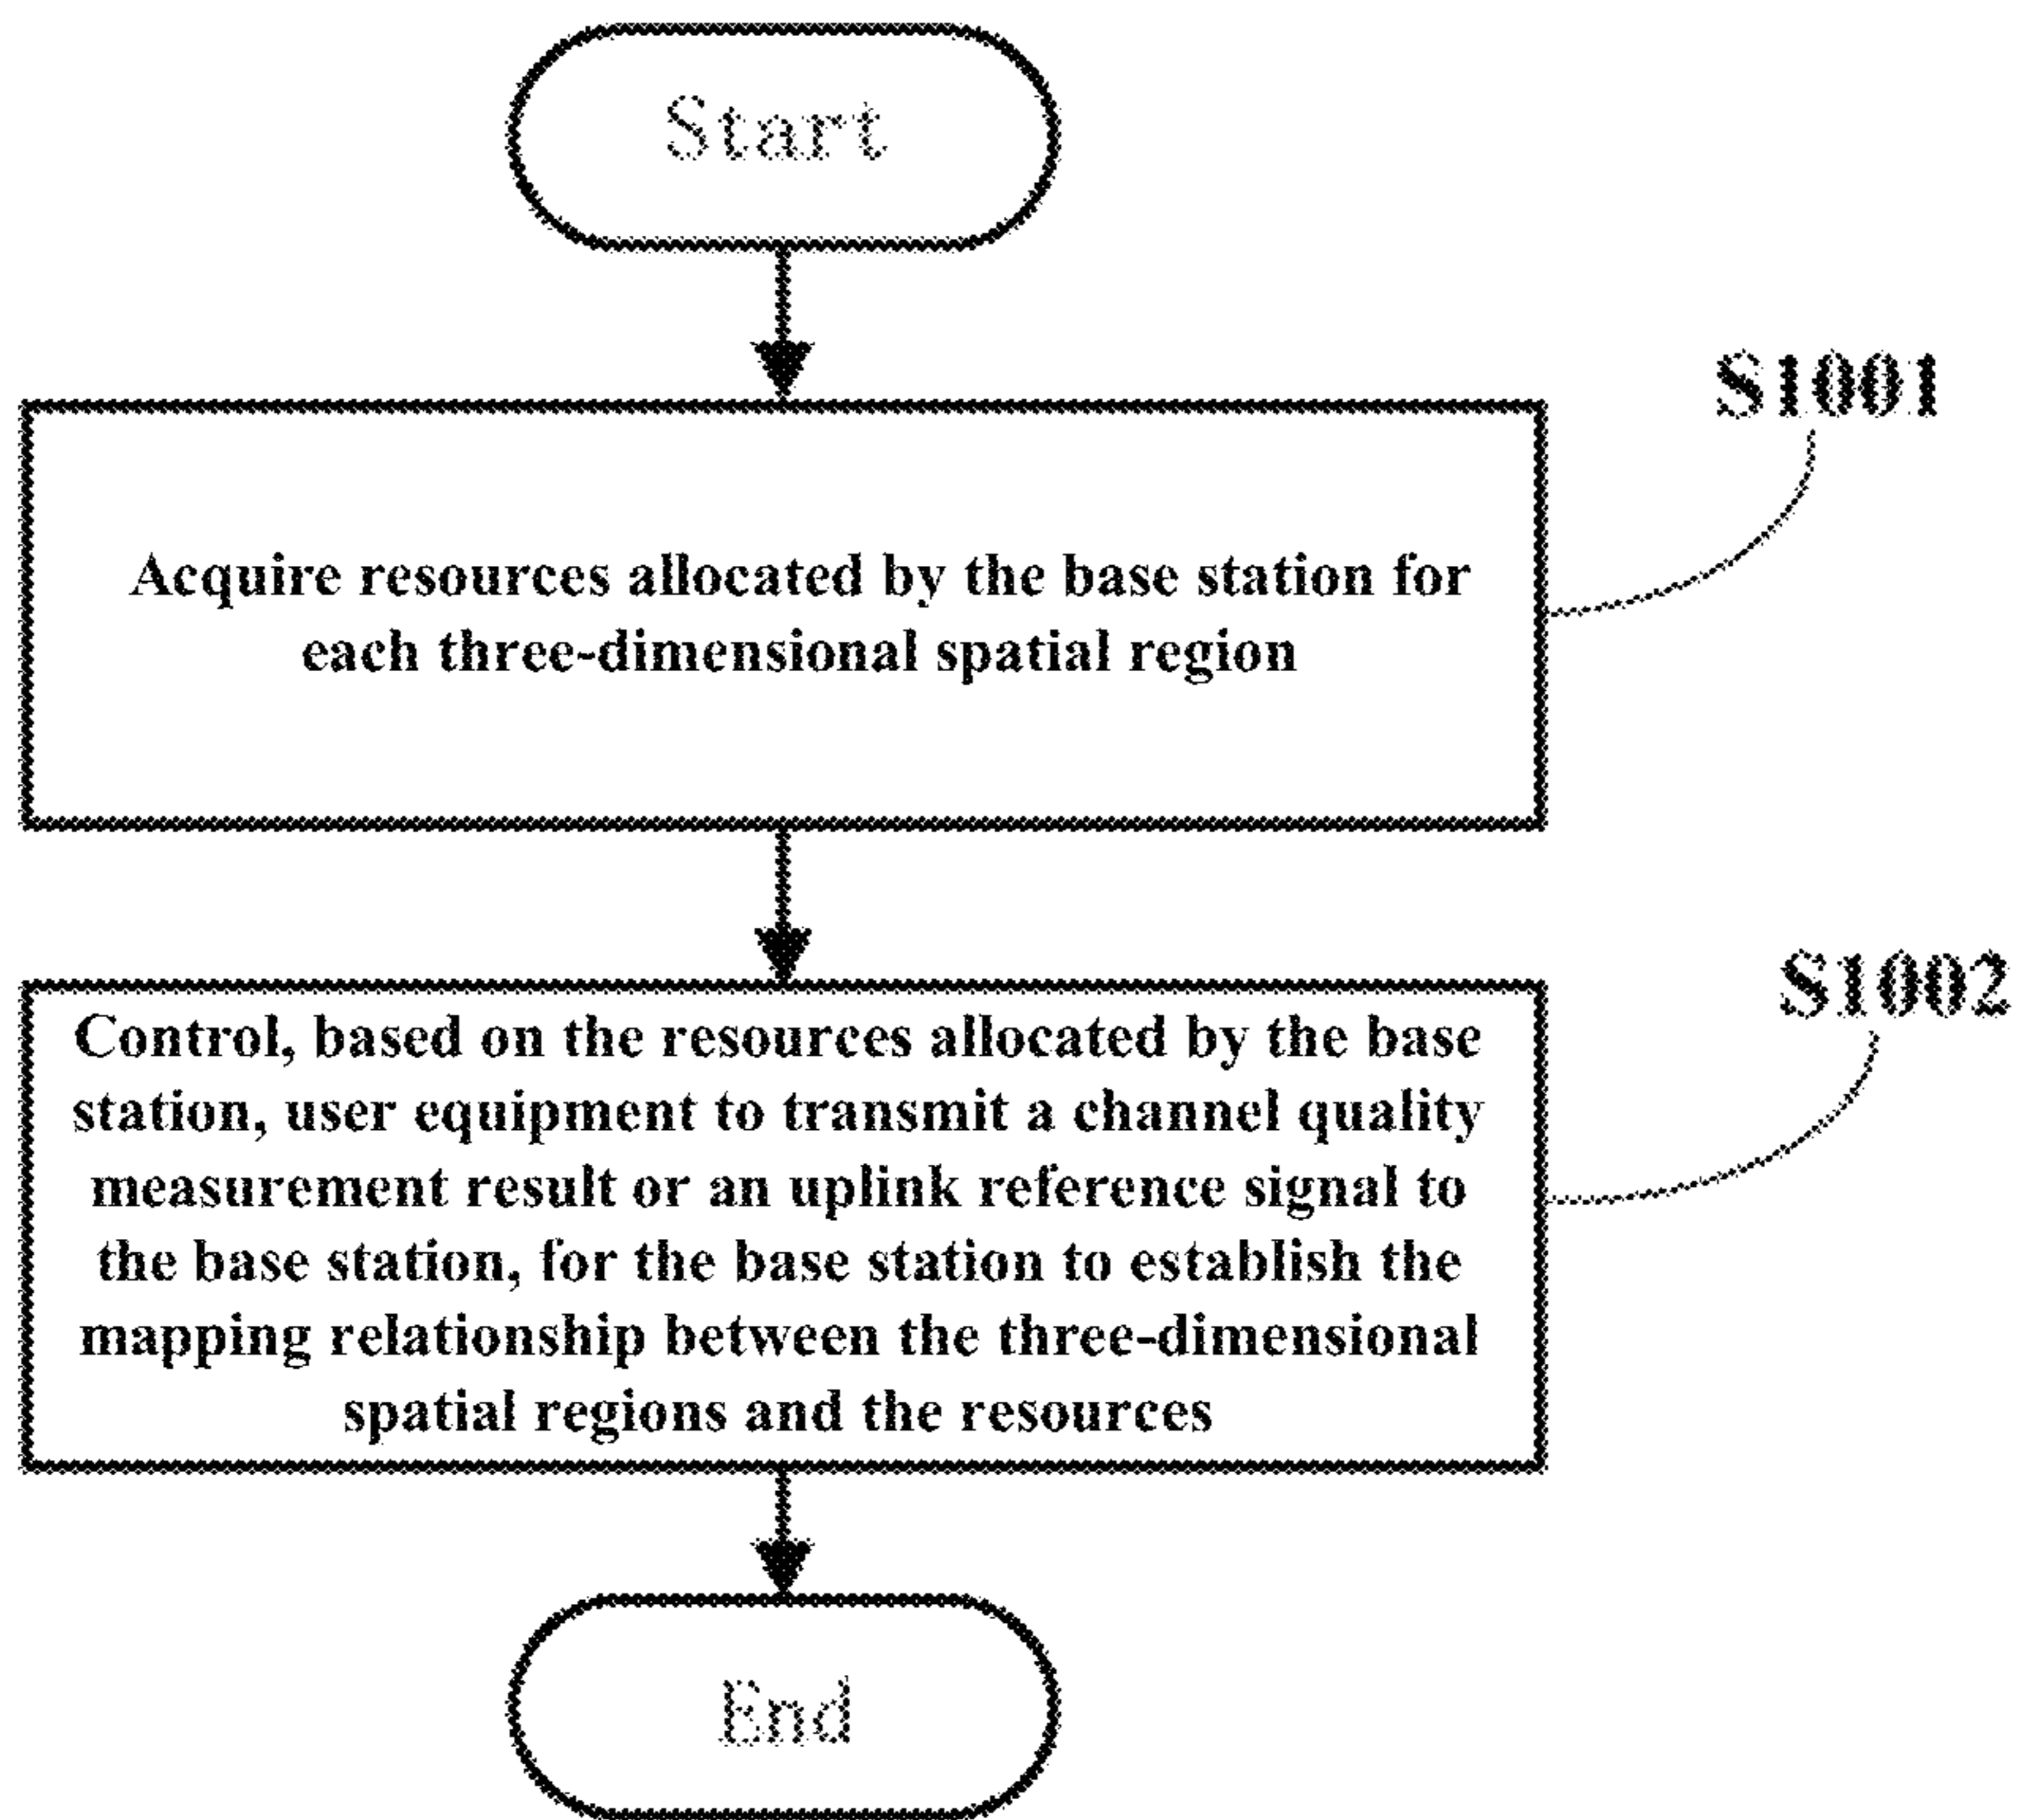 Start
S1001
Acquire resources allocated by the base station for
each three-dimensional spatial region
S1002
Control, based on the resources allocated by the base
station, user equipment to transmit a channel quality
measurement result or an uplink reference signal to
the base station, for the base station to establish the
mapping relationship between the three-dimensional
spatial regions and the resources
End